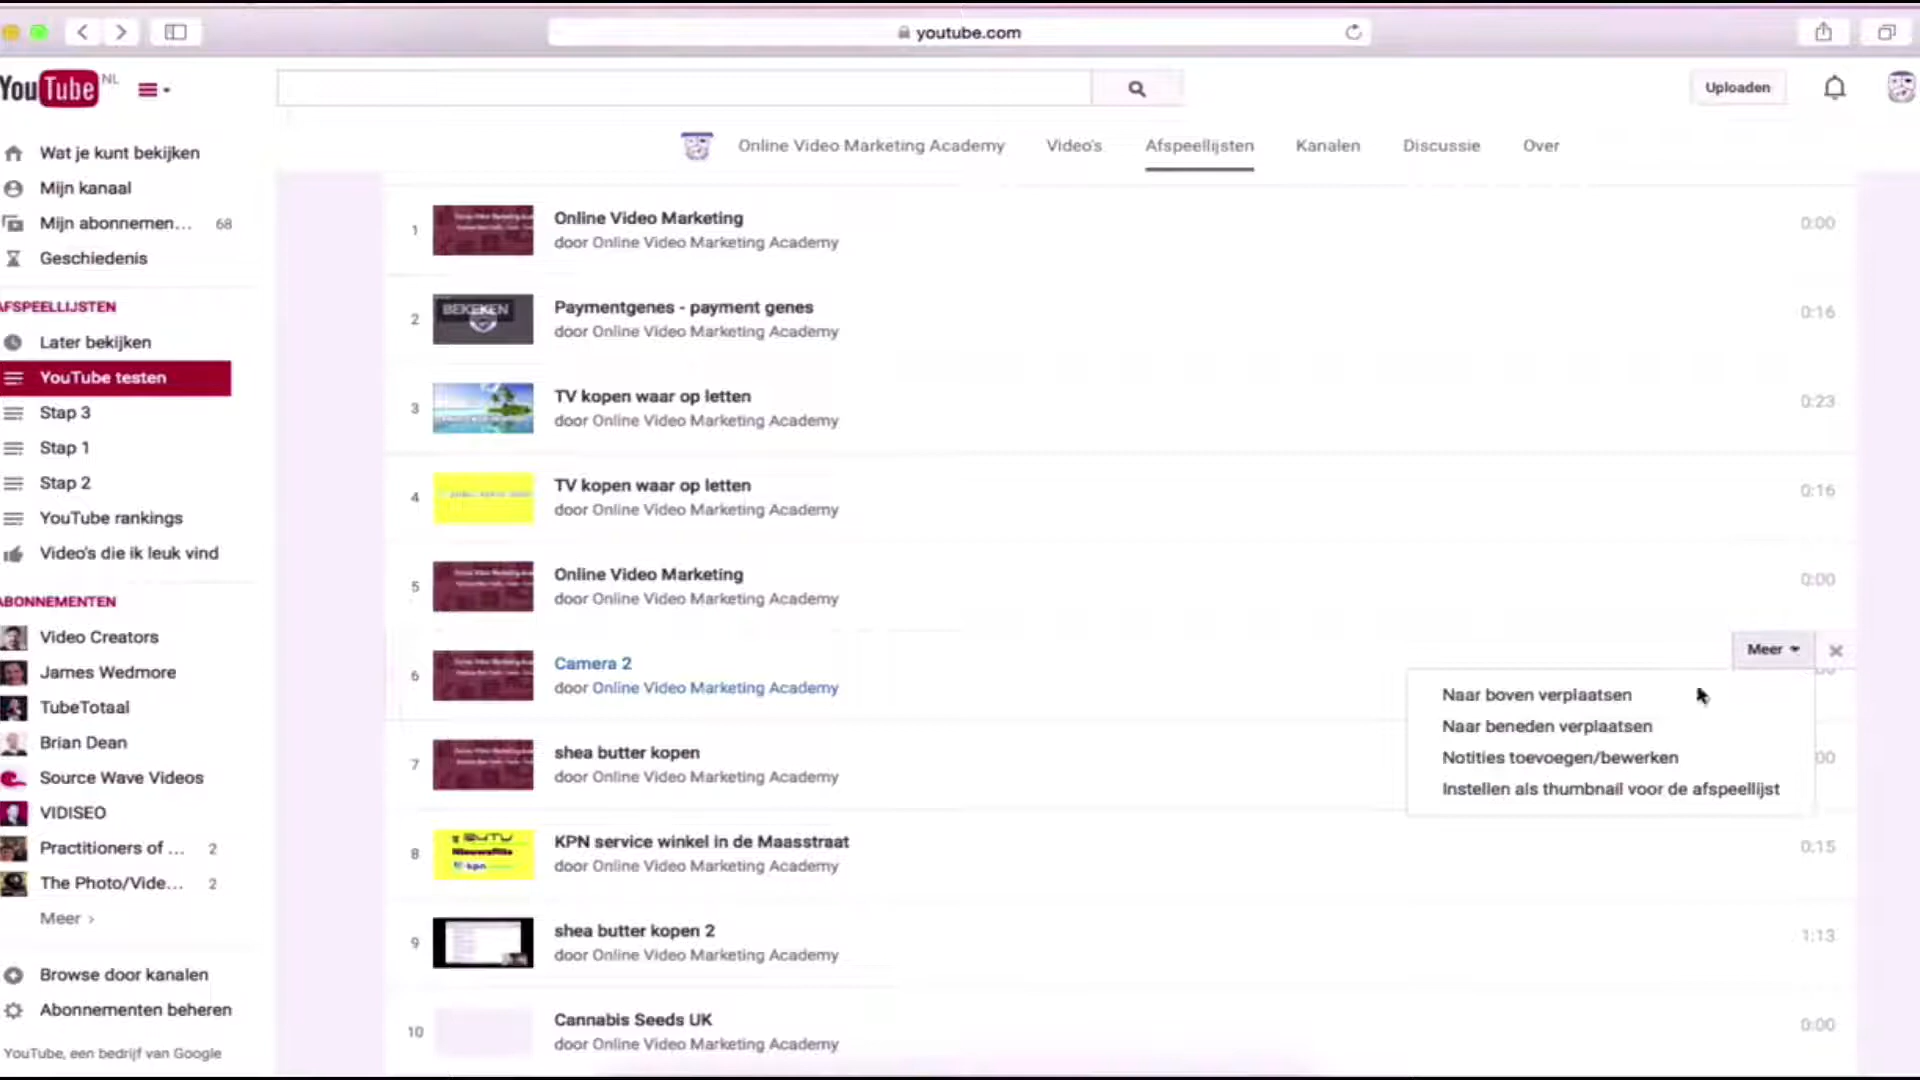 youtube.com
YouTube NL
Uploaden
Online Video Marketing Academy Video's Afspeellijsten Kanalen Discussie Over
Wat je kunt bekijken
Mijn kanaal
Mijn abonnemen... 68
Geschiedenis
AFSPEELLIJSTEN
Later bekijken
YouTube testen
Stap 3
Stap 1
Stap 2
YouTube rankings
Video's die ik leuk vind
ABONNEMENTEN
Video Creators
James Wedmore
TubeTotaal
Brian Dean
Source Wave Videos
VIDISEO
Practitioners of ... 2
The Photo/Vide... 2
Meer ›
Browse door kanalen
Abonnementen beheren
YouTube, een bedrijf van Google
1 Online Video Marketing 0:00
door Online Video Marketing Academy
BEKEKEN
2 Paymentgenes - payment genes 0:16
door Online Video Marketing Academy
3 TV kopen waar op letten 0:23
door Online Video Marketing Academy
4 TV kopen waar op letten 0:16
door Online Video Marketing Academy
5 Online Video Marketing 0:00
door Online Video Marketing Academy
6 Camera 2
door Online Video Marketing Academy
Meer
Naar boven verplaatsen
Naar beneden verplaatsen
Notities toevoegen/bewerken
Instellen als thumbnail voor de afspeellijst
7 shea butter kopen 00
door Online Video Marketing Academy
kpn
8 KPN service winkel in de Maasstraat 0:15
door Online Video Marketing Academy
9 shea butter kopen 2 1:13
door Online Video Marketing Academy
10 Cannabis Seeds UK 0:00
door Online Video Marketing Academy